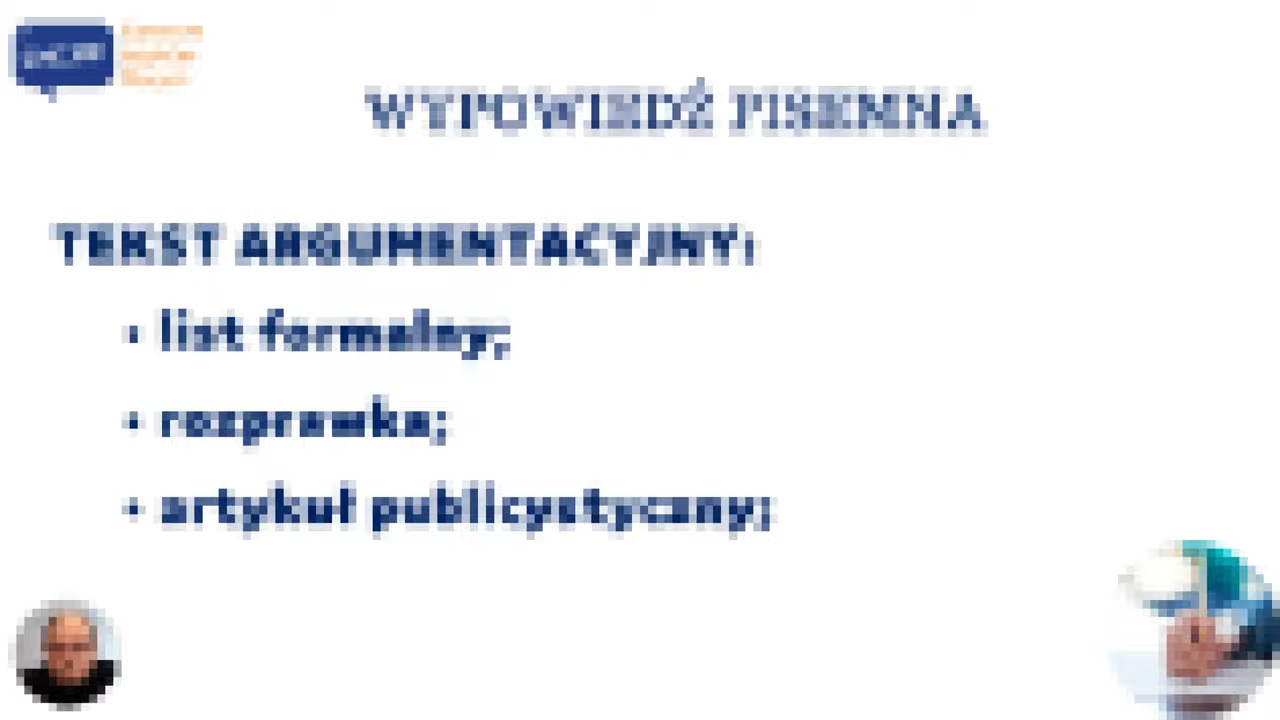 WYPOWIEDŹ PISEMNA
TEKST ARGUMENTACYJNY:
• list formalny;
• rozprawka;
• artykuł publicystyczny;